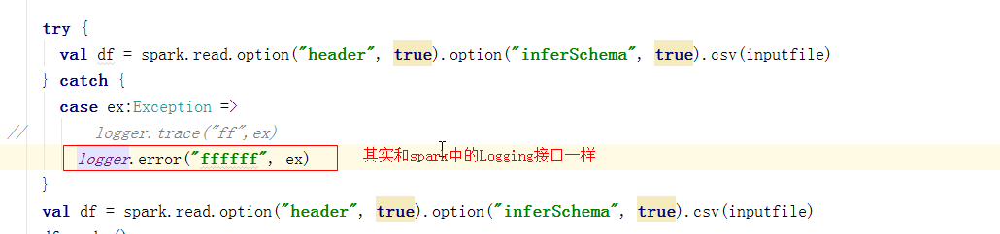 try {
val df = spark.read.option("header", true).option("inferSchema", true).csv(inputfile)
} catch {
case ex:Exception =>
// logger.trace("ff",ex)
logger.error("ffffff", ex) 其实和spark中的Logging接口一样
}
val df = spark.read.option("header", true).option("inferSchema", true).csv(inputfile)